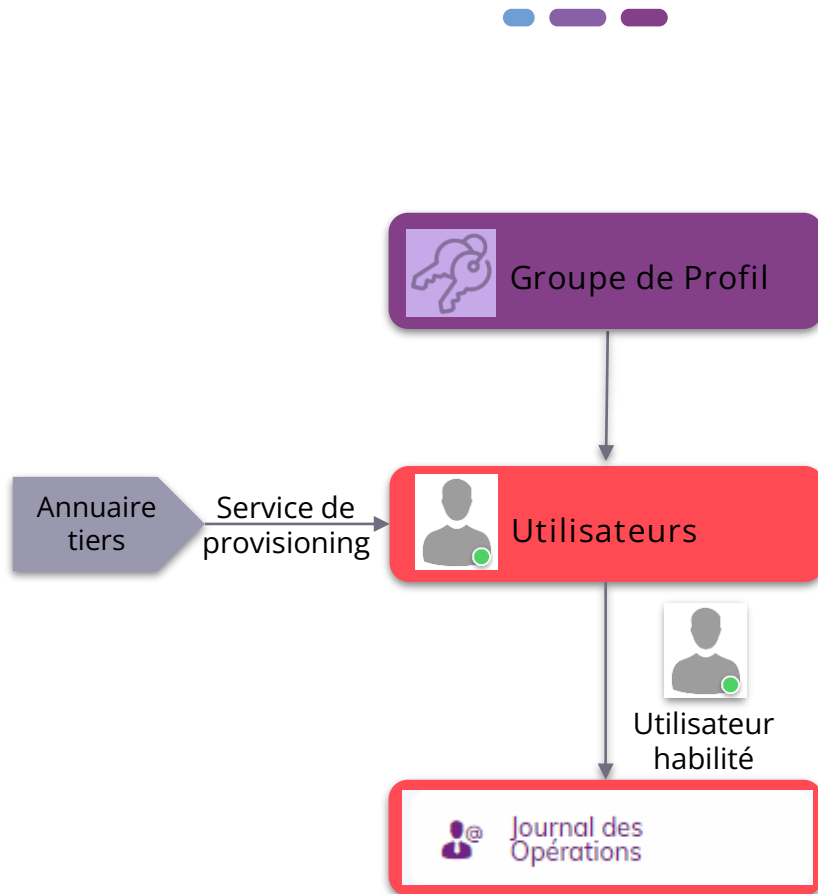 Groupe de Profil
Annuaire
tiers
Service de
provisioning
Utilisateurs
Utilisateur
habilité
@
Journal des
Opérations